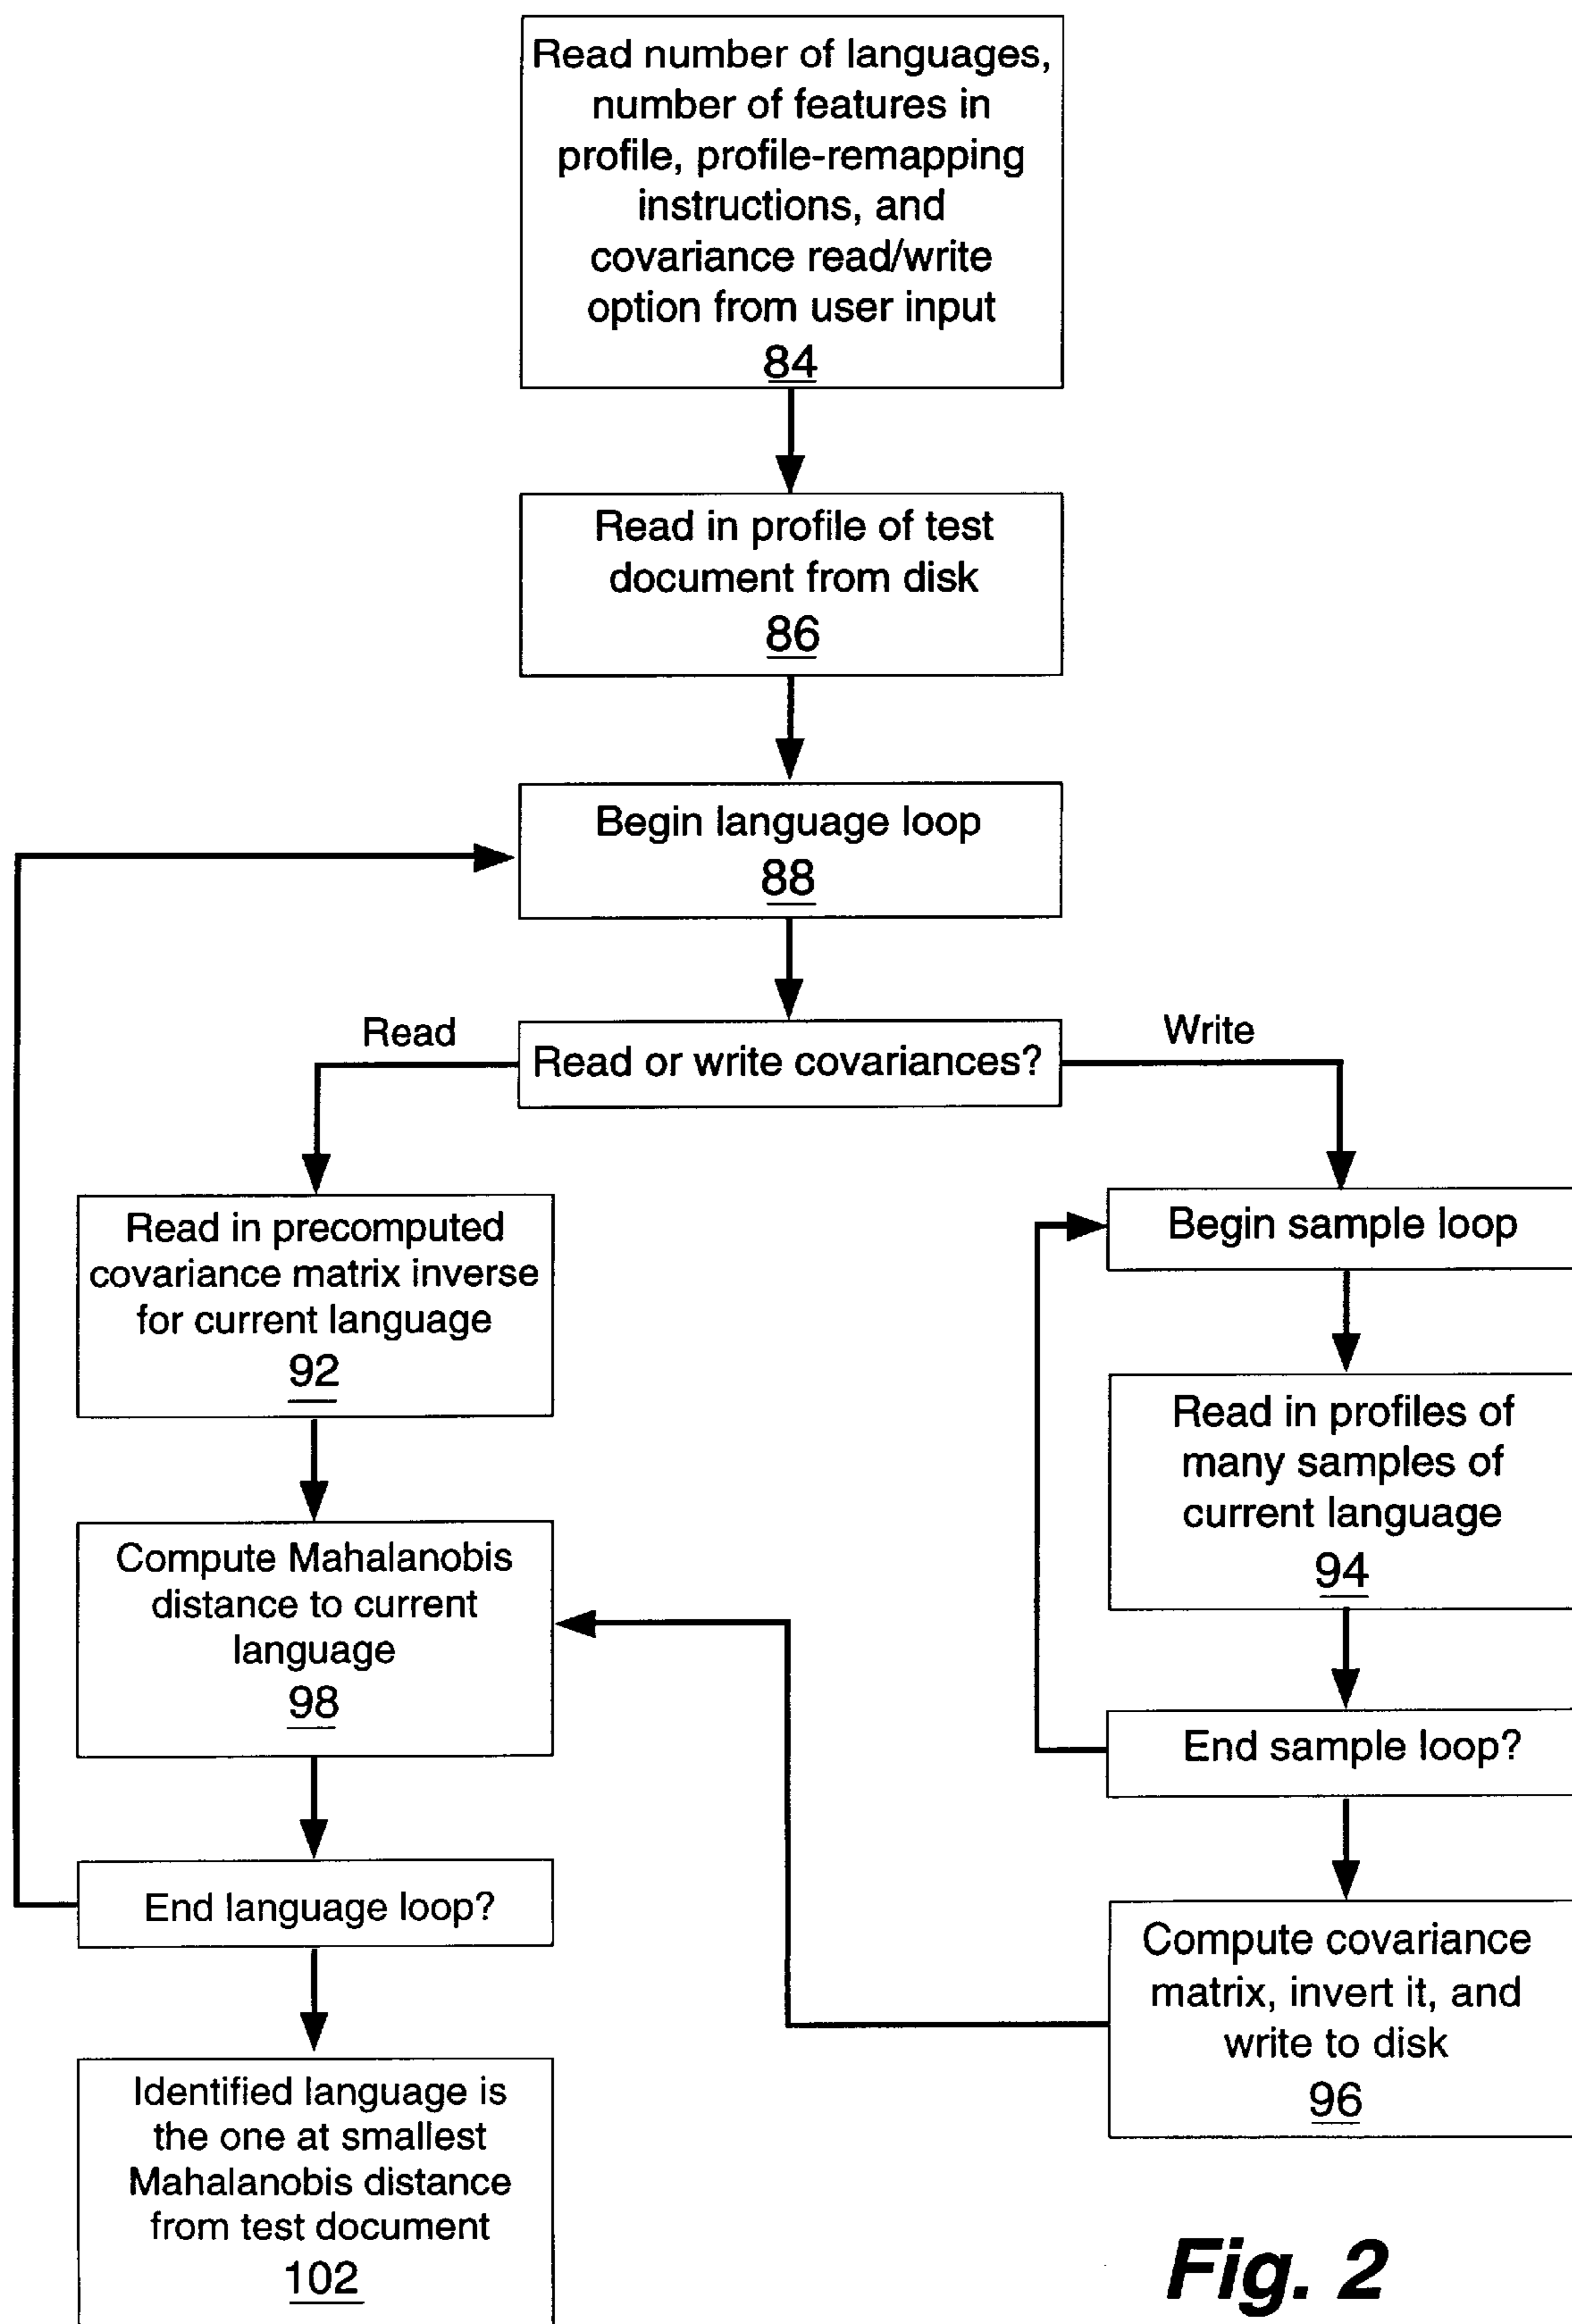 Read number of languages,
number of features in
profile, profile-remapping
instructions, and
covariance read/write
option from user input
84
Read in profile of test
document from disk
86
Begin language loop
88
Read
Read or write covariances?
Write
Read in precomputed
covariance matrix inverse
for current language
92
Begin sample loop
Read in profiles of
many samples of
current language
94
Compute Mahalanobis
distance to current
language
98
End sample loop?
End language loop?
Compute covariance
matrix, invert it, and
write to disk
96
Identified language is
the one at smallest
Mahalanobis distance
from test document
102
Fig. 2